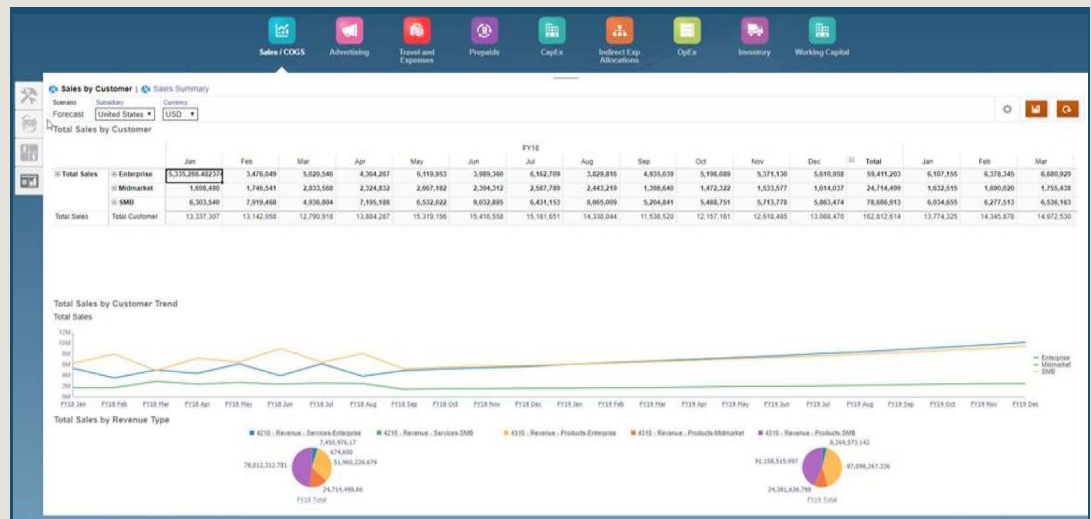 Sales / COGS
Advertising
Travel and
Expenses
Prepaids
CapEx
Indirect Exp
Allocations
OpEx
Inventory
Working Capital
Sales by Customer | Sales Summary
Scenario Subsidiary Currency
Forecast United States USD
Total Sales by Customer
FY18
Jan Feb Mar Apr May Jun Jul Aug Sep Oct Nov Dec Total Jan Feb Mar
Total Sales Enterprise 5,335,286.48237 3,476,049 5,020,546 4,364,267 6,119,953 3,989,360 6,162,709 3,829,816 4,935,039 5,196,089 5,371,130 5,610,958 59,411,203 6,107,155 6,378,345 6,680,929
Midmarket 1,698,480 1,746,541 2,833,568 2,324,832 2,667,182 2,394,312 2,587,789 2,443,219 1,398,640 1,472,322 1,533,577 1,614,037 24,714,499 1,632,515 1,690,020 1,755,438
SMB 6,303,540 7,919,468 4,936,804 7,195,188 6,532,022 9,032,885 6,431,153 8,065,009 5,204,841 5,488,751 5,713,778 5,863,474 78,686,913 6,034,655 6,277,513 6,536,163
Total Sales Total Customer 13,337,307 13,142,058 12,790,918 13,884,287 15,319,156 15,416,558 15,181,651 14,338,044 11,538,520 12,157,161 12,618,485 13,088,470 162,812,614 13,774,325 14,345,878 14,972,530
Total Sales by Customer Trend
Total Sales
12M
10M
8M
6M
4M
2M
0M
Enterprise
Midmarket
SMB
FY18 Jan FY18 Feb FY18 Mar FY18 Apr FY18 May FY18 Jun FY18 Jul FY18 Aug FY18 Sep FY18 Oct FY18 Nov FY18 Dec FY19 Jan FY19 Feb FY19 Mar FY19 Apr FY19 May FY19 Jun FY19 Jul FY19 Aug FY19 Sep FY19 Oct FY19 Nov FY19 Dec
Total Sales by Revenue Type
4210 - Revenue - Services-Enterprise 4210 - Revenue - Services-SMB 4310 - Revenue - Products-Enterprise 4310 - Revenue - Products-Midmarket 4310 - Revenue - Products-SMB
7,450,976.17
674,600
51,960,226.679
78,012,312.781
24,714,498.66
FY18 Total
8,269,573.142
91,158,515.997
87,098,267.336
24,381,636.798
FY19 Total